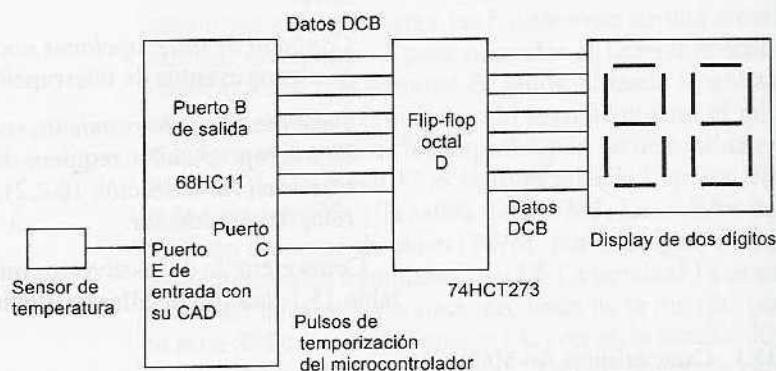 Datos DCB
Puerto B
de salida
68HC11
Puerto
C
Puerto
E de
entrada con
su CAD
Sensor de
temperatura
Pulsos de
temporización
del microcontrolador
Flip-flop
octal
D
74HCT273
Datos
DCB
Display de dos dígitos